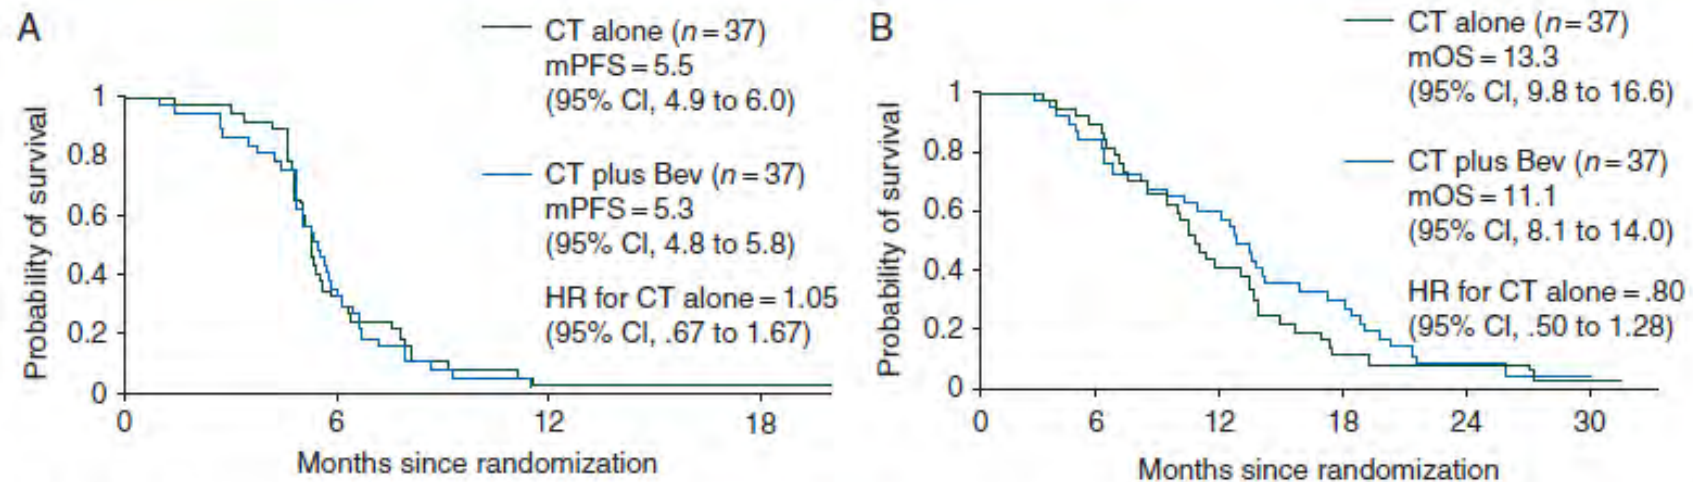 A
CT alone (n=37)
mPFS=5.5
(95% CI, 4.9 to 6.0)
CT plus Bev (n=37)
mPFS=5.3
(95% CI, 4.8 to 5.8)
HR for CT alone=1.05
(95% CI, .67 to 1.67)
Probability of survival
1
0.8
0.6
0.4
0.2
0
0 6 12 18
Months since randomization
B
CT alone (n=37)
mOS=13.3
(95% CI, 9.8 to 16.6)
CT plus Bev (n=37)
mOS=11.1
(95% CI, 8.1 to 14.0)
HR for CT alone=.80
(95% CI, .50 to 1.28)
Probability of survival
1
0.8
0.6
0.4
0.2
0
0 6 12 18 24 30
Months since randomization